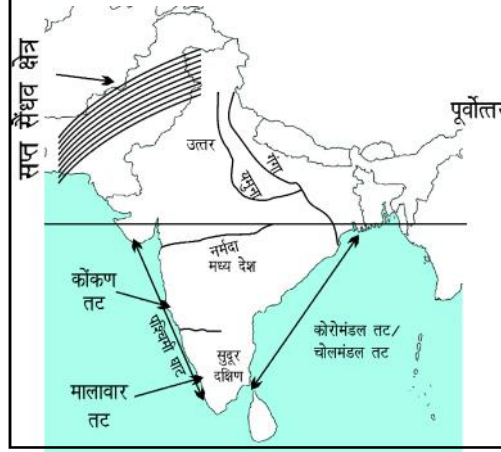 सप्त सैंधव क्षेत्र
पूर्वोत्तर
उत्तर
गंगा
यमुना
नर्मदा
मध्य देश
कोंकण
तट
पश्चिमी घाट
कोरोमंडल तट/
चोलमंडल तट
सुदूर
दक्षिण
मालावार
तट